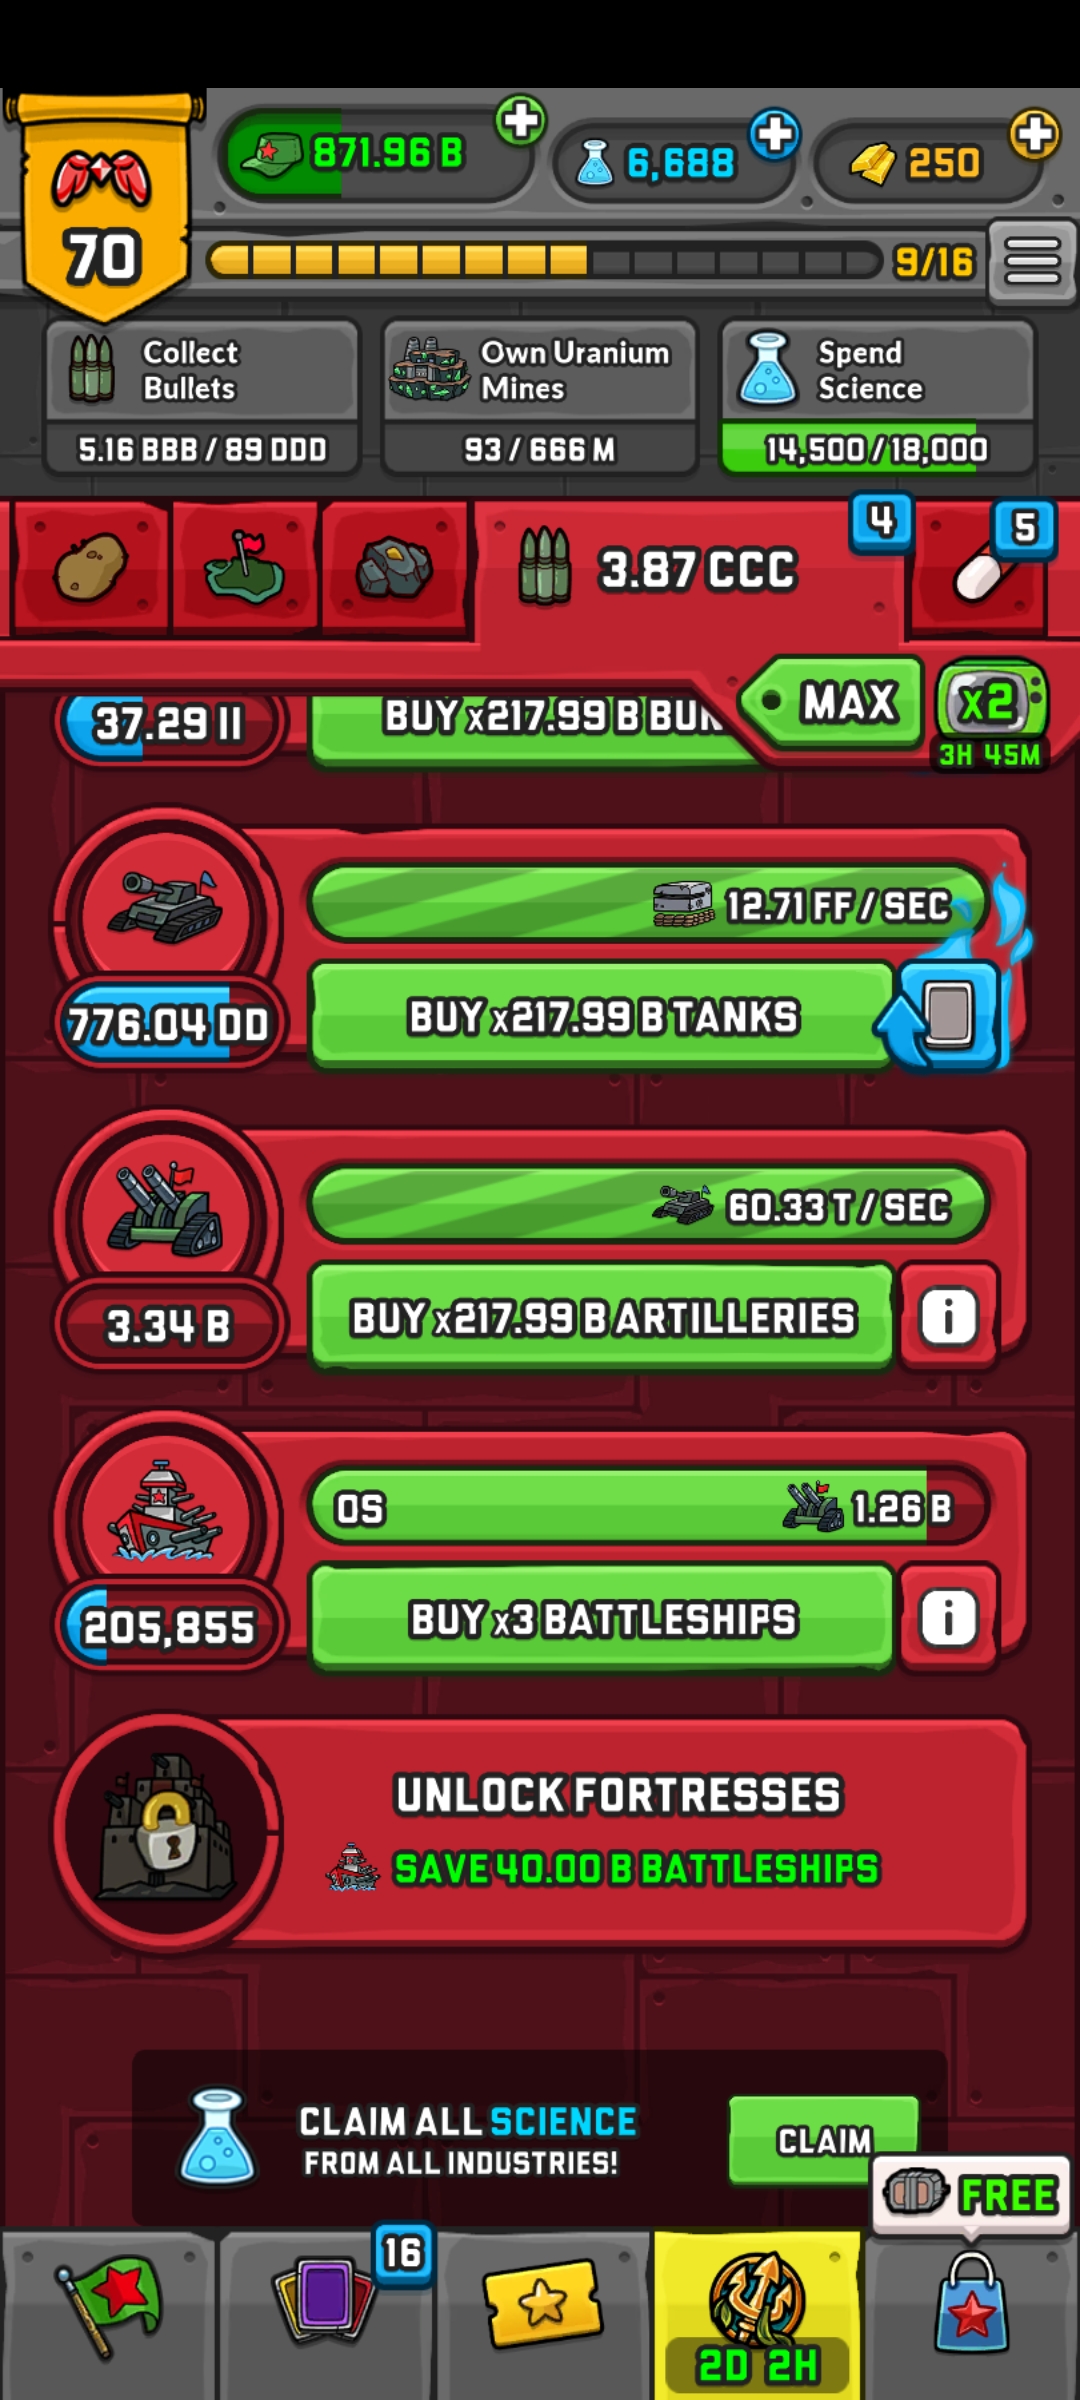 871.96 B
6,688
250
70
9/16
Collect
Bullets
Own Uranium
Mines
Spend
Science
5.16 BBB / 89 DDD
93 / 666 M
14,500/18,000
4
5
3.87 CCC
MAX
x2
3H 45M
37.29 II
BUY x217.99 B
12.71 FF / SEC
776.04 DD
BUY x217.99 B TANKS
60.33 T / SEC
3.34 B
BUY x217.99 B ARTILLERIES
i
0S
1.26 B
205,855
BUY x3 BATTLESHIPS
i
UNLOCK FORTRESSES
SAVE 40.00 B BATTLESHIPS
CLAIM ALL SCIENCE
FROM ALL INDUSTRIES!
CLAIM
FREE
16
2D 2H